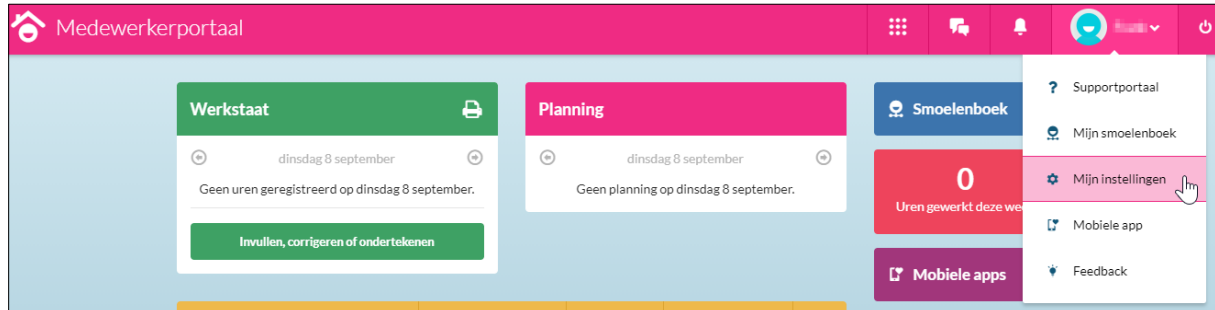 Medewerkerportaal
Werkstaat
dinsdag 8 september
Geen uren geregistreerd op dinsdag 8 september.
Invullen, corrigeren of ondertekenen
Planning
dinsdag 8 september
Geen planning op dinsdag 8 september.
Smoelenboek
0
Uren gewerkt deze
Mobiele apps
? Supportportaal
Mijn smoelenboek
Mijn instellingen
Mobiele app
Feedback